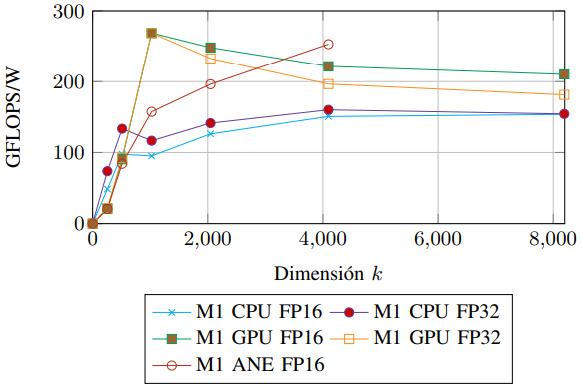 300
200
100
0
GFLOPS/W
0 2,000 4,000 6,000 8,000
Dimensión k
M1 CPU FP16 M1 CPU FP32
M1 GPU FP16 M1 GPU FP32
M1 ANE FP16